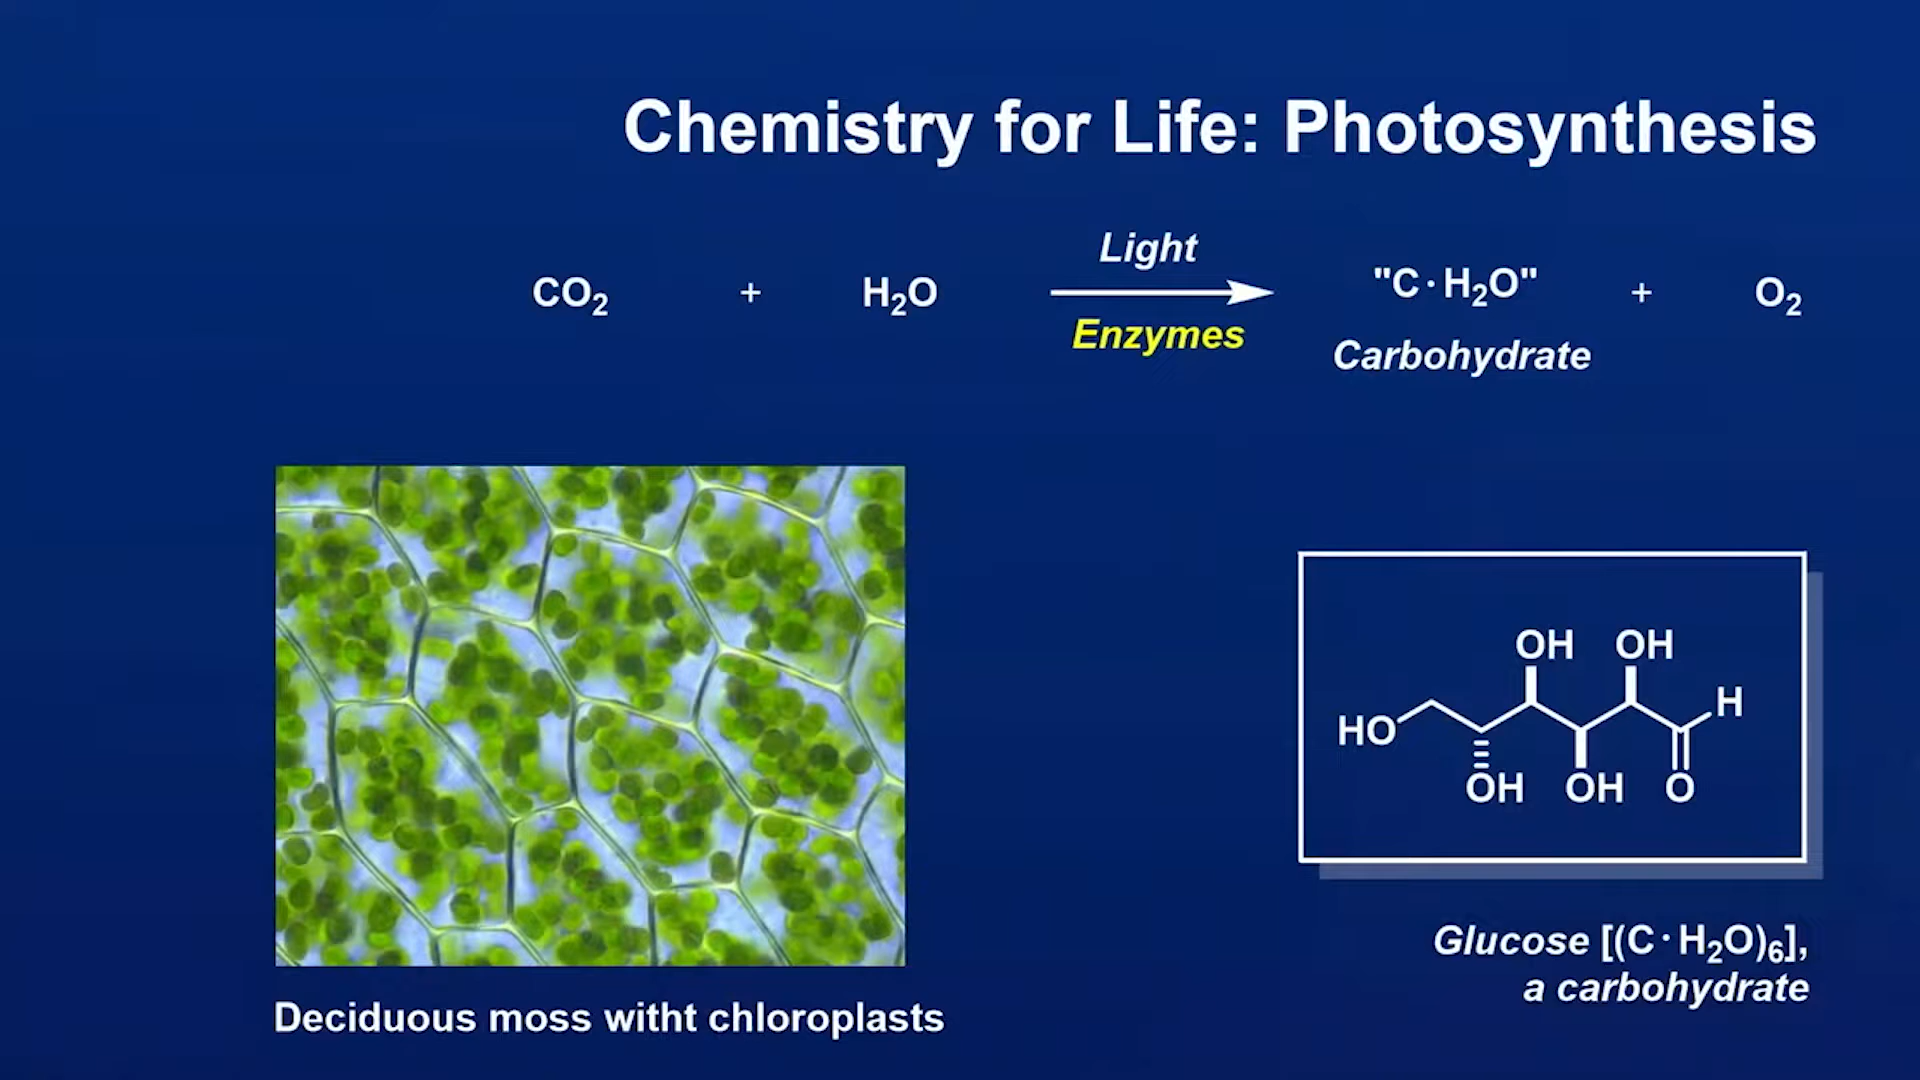 Chemistry for Life: Photosynthesis
Light
CO₂ + H₂O "C·H₂O" + O₂
Enzymes
Carbohydrate
OH OH
H
HO
OH OH O
Glucose [(C·H₂O)₆],
a carbohydrate
Deciduous moss witht chloroplasts